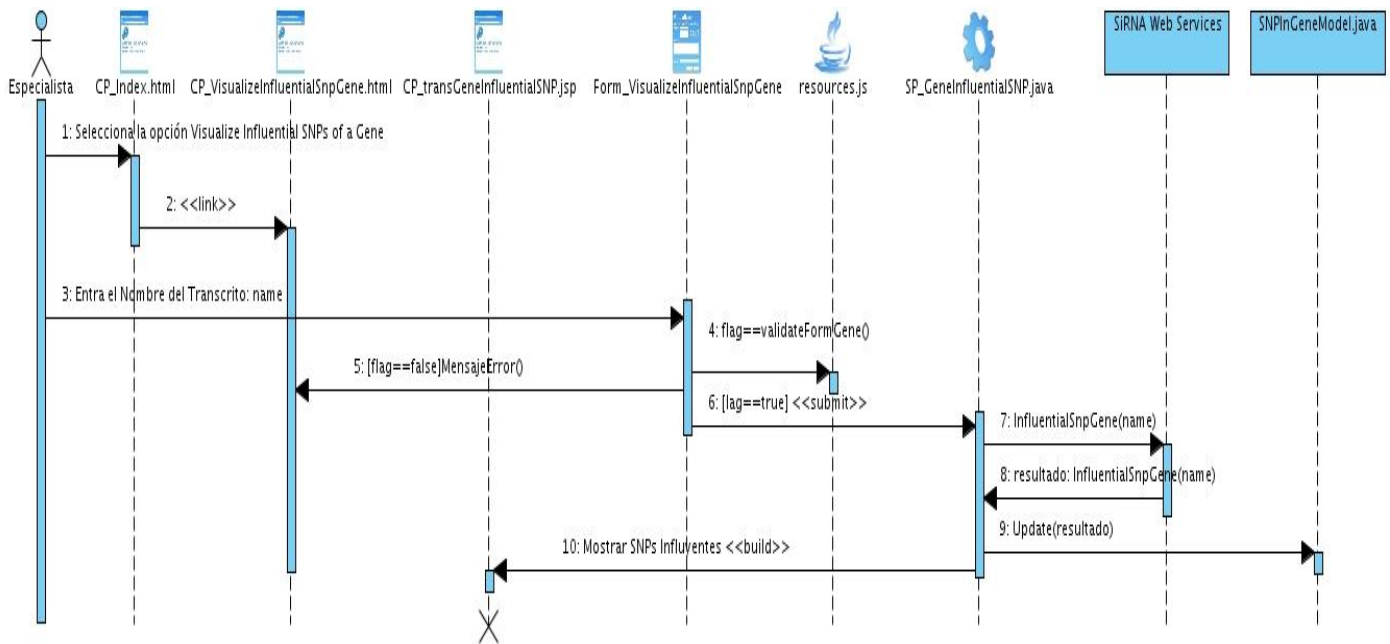 SiRNA Web Services
SNPInGeneModel.java
Especialista
CP_Index.html
CP_VisualizeInfluentialSnpGene.html
CP_transGeneInfluentialSNP.jsp
Form_VisualizeInfluentialSnpGene
resources.js
SP_GeneInfluentialSNP.java
1: Selecciona la opción Visualize Influential SNPs of a Gene
2: <<link>>
3: Entra el Nombre del Transcrito: name
4: flag==validateFormGene()
5: [flag==false]MensajeError()
6: [lag==true] <<submit>>
7: InfluentialSnpGene(name)
8: resultado: InfluentialSnpGene(name)
9: Update(resultado)
10: Mostrar SNPs Influyentes <<build>>